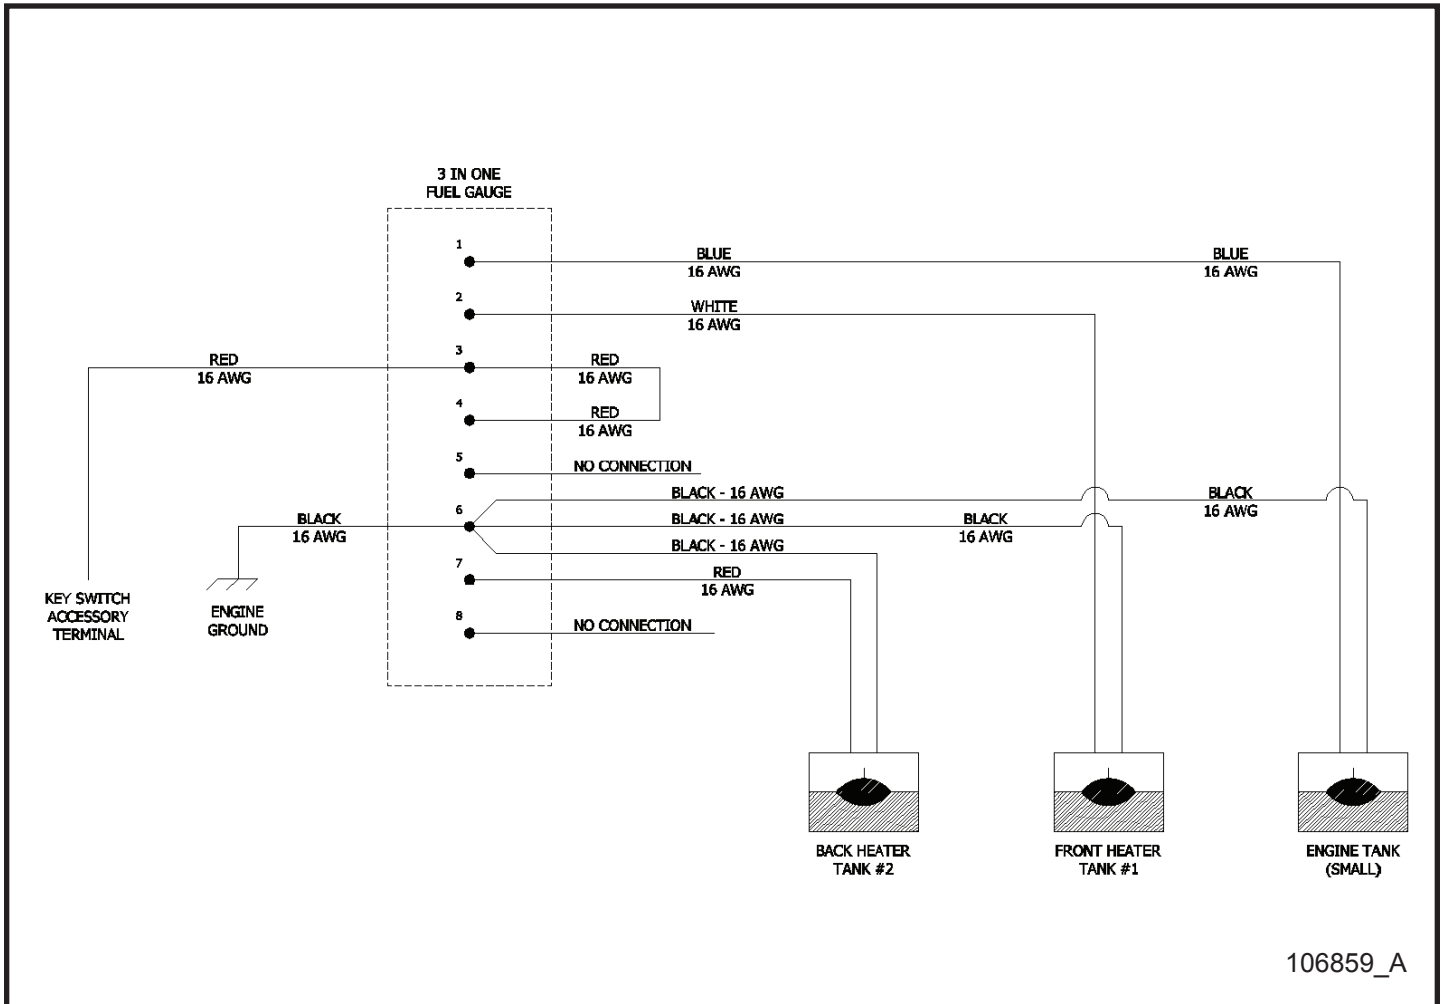 3 IN ONE
FUEL GAUGE
1
BLUE
16 AWG
BLUE
16 AWG
2
WHITE
16 AWG
3
RED
16 AWG
RED
16 AWG
4
RED
16 AWG
5
NO CONNECTION
BLACK - 16 AWG
BLACK
16 AWG
6
BLACK
16 AWG
BLACK - 16 AWG
BLACK
16 AWG
BLACK - 16 AWG
7
RED
16 AWG
8
NO CONNECTION
KEY SWITCH
ACCESSORY
TERMINAL
ENGINE
GROUND
BACK HEATER
TANK #2
FRONT HEATER
TANK #1
ENGINE TANK
(SMALL)
106859_A